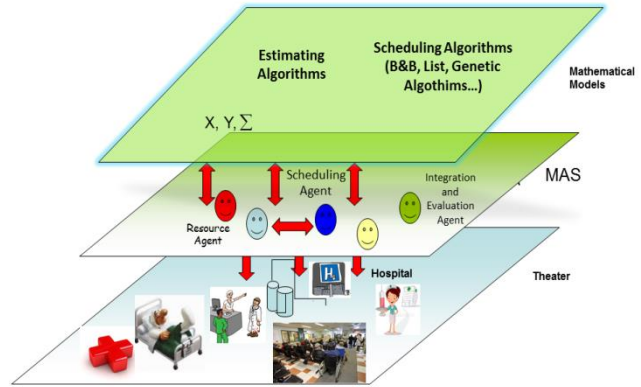 Estimating
Algorithms
Scheduling Algorithms
(B&B, List, Genetic
Algothims...)
Mathematical
Models
X, Y, ∑
Scheduling
Agent
Integration
and
Evaluation
Agent
MAS
Resource
Agent
H
Hospital
Theater